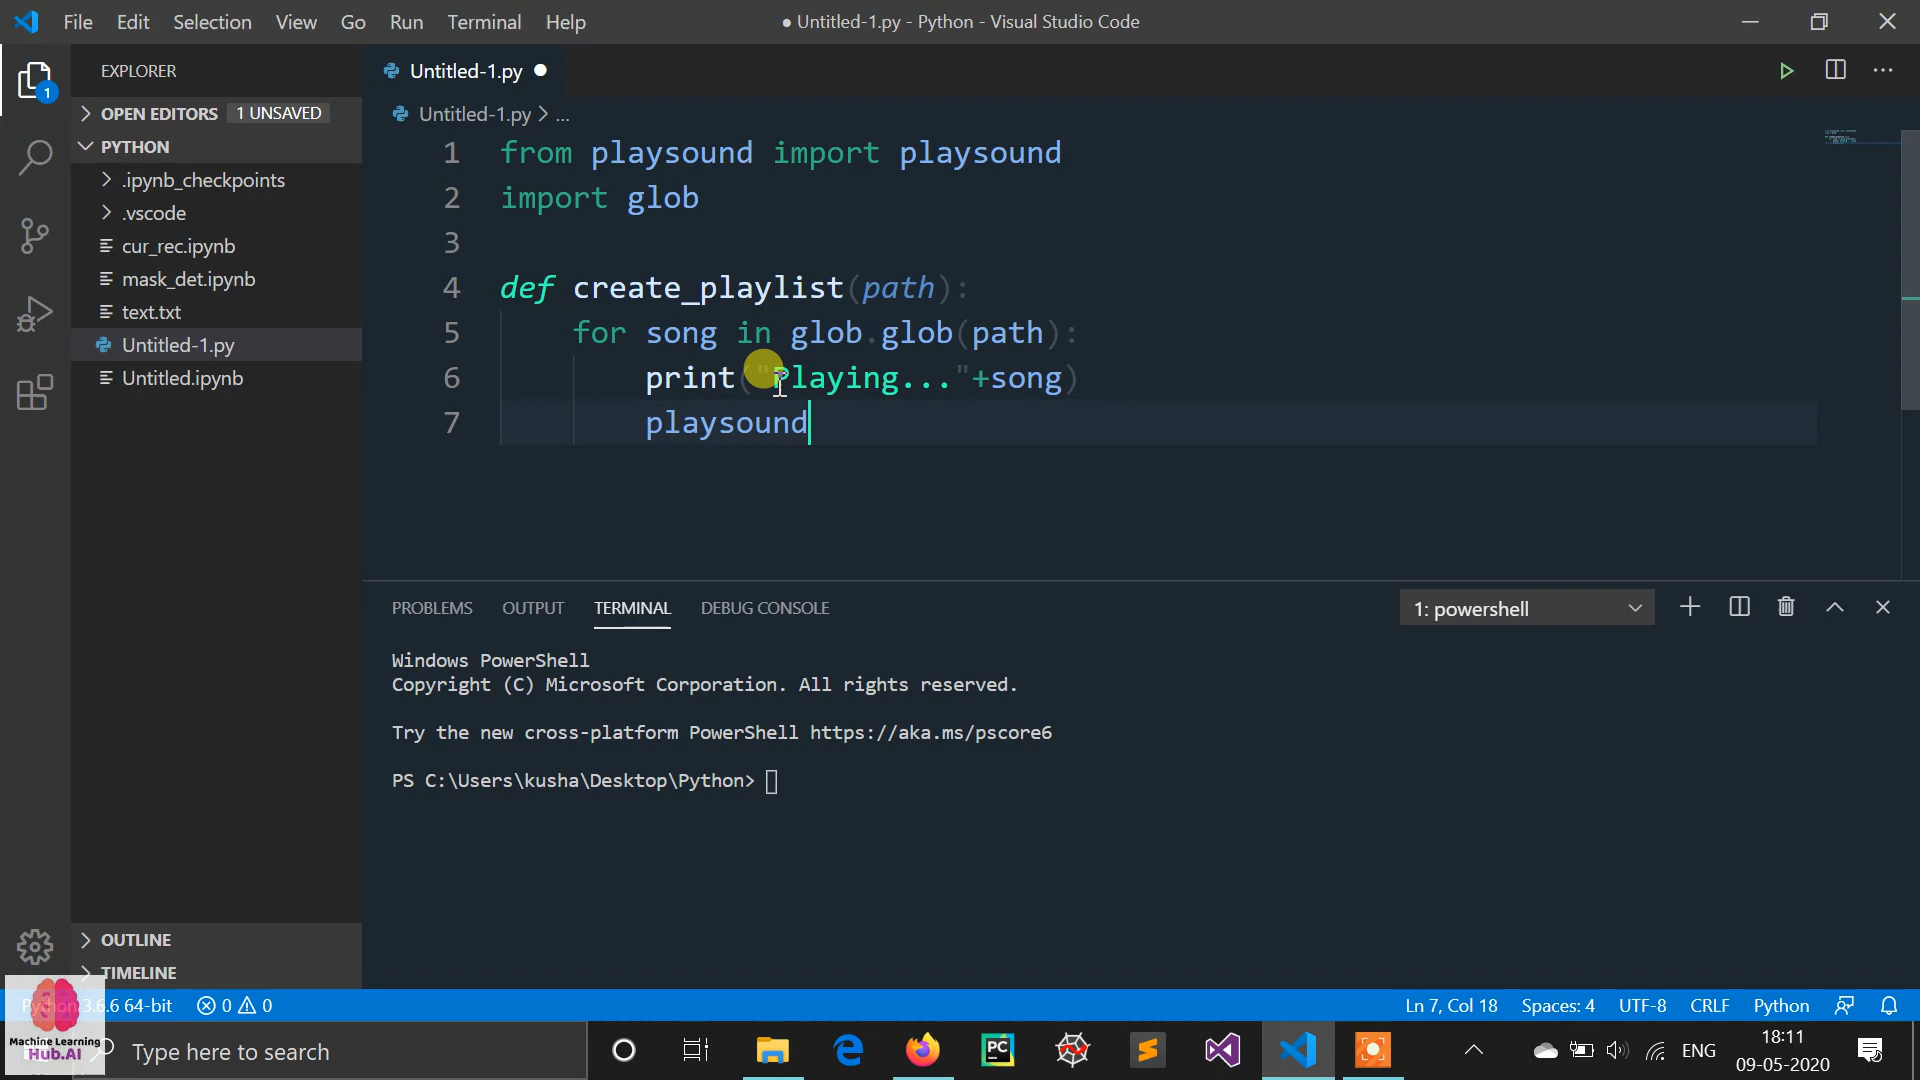 File Edit Selection View Go Run Terminal Help ● Untitled-1.py - Python - Visual Studio Code
EXPLORER
Untitled-1.py ●
OPEN EDITORS 1 UNSAVED
Untitled-1.py > ...
PYTHON
.ipynb_checkpoints
.vscode
cur_rec.ipynb
mask_det.ipynb
text.txt
Untitled-1.py
Untitled.ipynb
1
1 from playsound import playsound
2 import glob
3
4 def create_playlist(path):
5 for song in glob.glob(path):
6 print("Playing..."+song)
7 playsound
PROBLEMS OUTPUT TERMINAL DEBUG CONSOLE 1: powershell
Windows PowerShell
Copyright (C) Microsoft Corporation. All rights reserved.
Try the new cross-platform PowerShell https://aka.ms/pscore6
PS C:\Users\kusha\Desktop\Python>
OUTLINE
TIMELINE
Python 3.6.6 64-bit 0 0 Ln 7, Col 18 Spaces: 4 UTF-8 CRLF Python
Machine Learning
Hub.AI
Type here to search
PC
ENG
18:11
09-05-2020